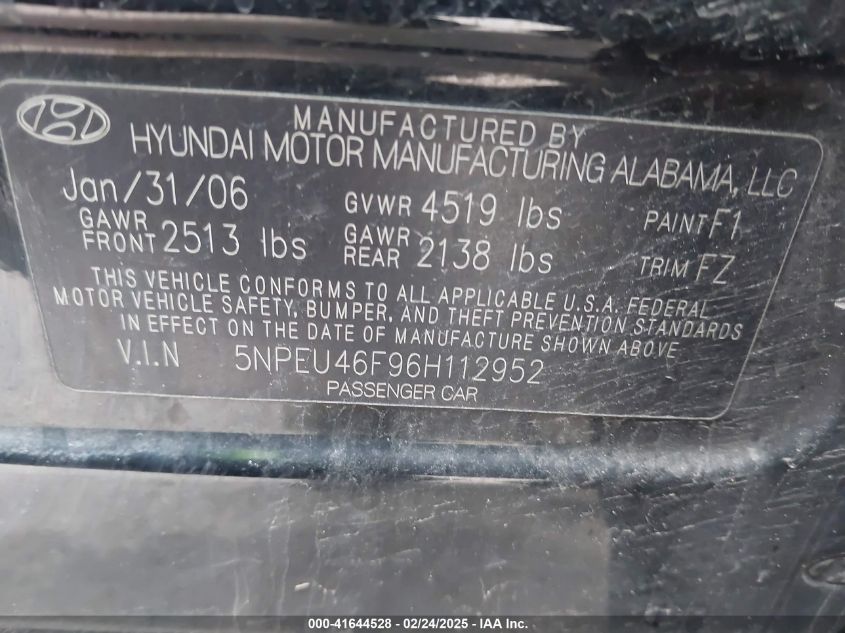 MANUFACTURED BY
HYUNDAI MOTOR MANUFACTURING ALABAMA, LLC
Jan/31/06 GVWR 4519 lbs PAINT F1
GAWR FRONT 2513 lbs GAWR REAR 2138 lbs TRIM FZ
THIS VEHICLE CONFORMS TO ALL APPLICABLE U.S.A. FEDERAL
MOTOR VEHICLE SAFETY, BUMPER, AND THEFT PREVENTION STANDARDS
IN EFFECT ON THE DATE OF MANUFACTURE SHOWN ABOVE
V.I.N 5NPEU46F96H112952
PASSENGER CAR
000-41644528 - 02/24/2025 - IAA Inc.